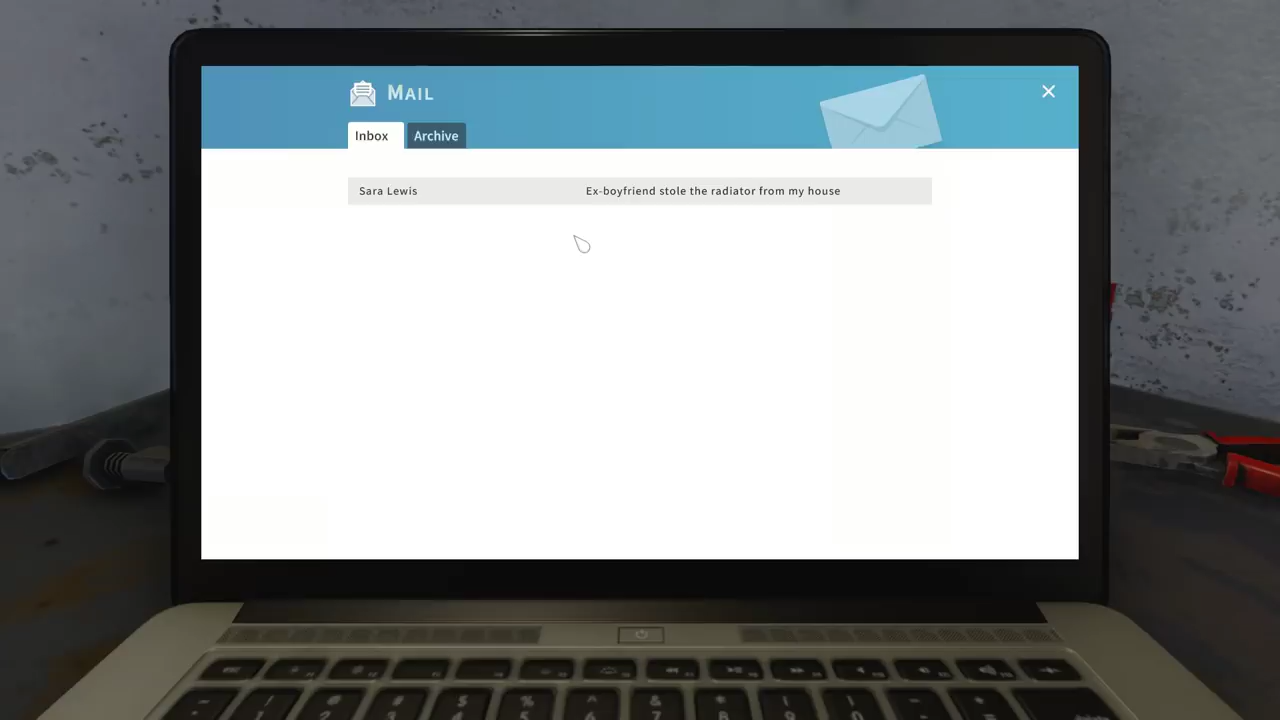 MAIL
Inbox
Archive
Sara Lewis
Ex-boyfriend stole the radiator from my house